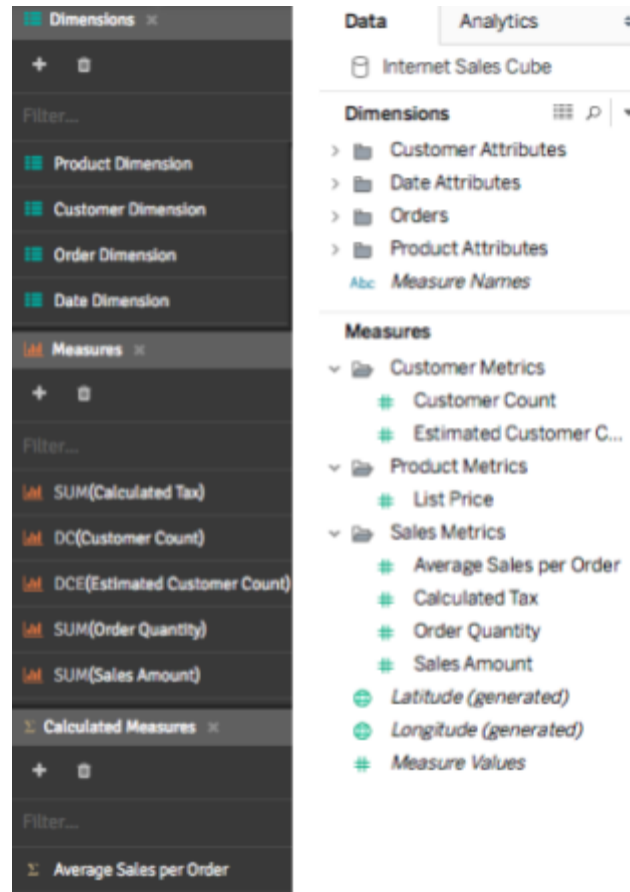 Dimensions
Filter...
Product Dimension
Customer Dimension
Order Dimension
Date Dimension
Measures
Filter...
SUM(Calculated Tax)
DC(Customer Count)
DCE(Estimated Customer Count)
SUM(Order Quantity)
SUM(Sales Amount)
Σ Calculated Measures
Filter...
Σ Average Sales per Order
Data Analytics
Internet Sales Cube
Dimensions
Customer Attributes
Date Attributes
Orders
Product Attributes
Abc Measure Names
Measures
Customer Metrics
# Customer Count
# Estimated Customer C...
Product Metrics
# List Price
Sales Metrics
# Average Sales per Order
# Calculated Tax
# Order Quantity
# Sales Amount
Latitude (generated)
Longitude (generated)
# Measure Values